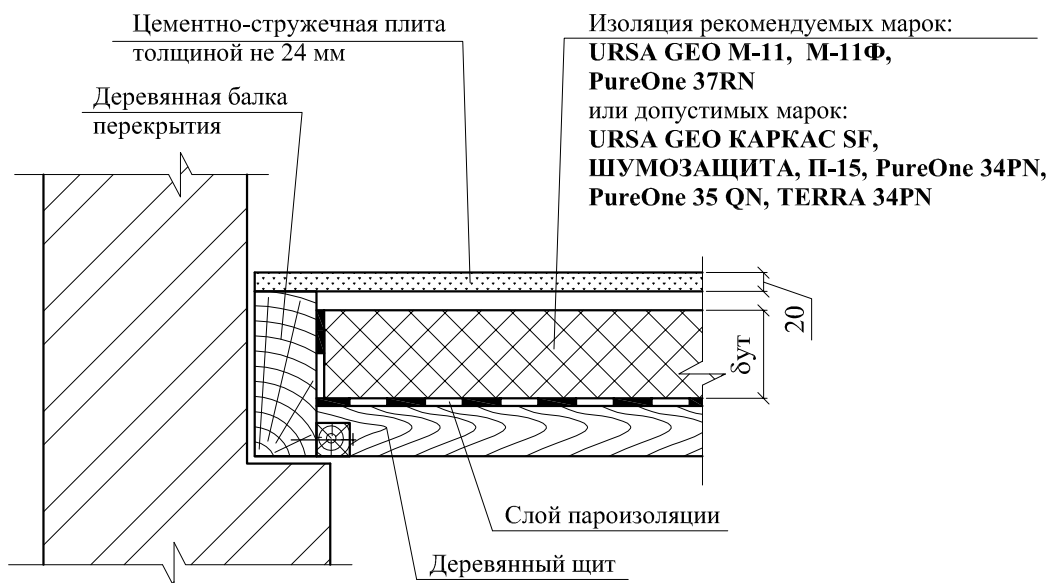 Цементно-стружечная плита
толщиной не 24 мм
Деревянная балка
перекрытия
Изоляция рекомендуемых марок:
URSA GEO М-11, М-11Ф,
PureOne 37RN
или допустимых марок:
URSA GEO КАРКАС SF,
ШУМОЗАЩИТА, П-15, PureOne 34PN,
PureOne 35 QN, TERRA 34PN
20
δут
Слой пароизоляции
Деревянный щит